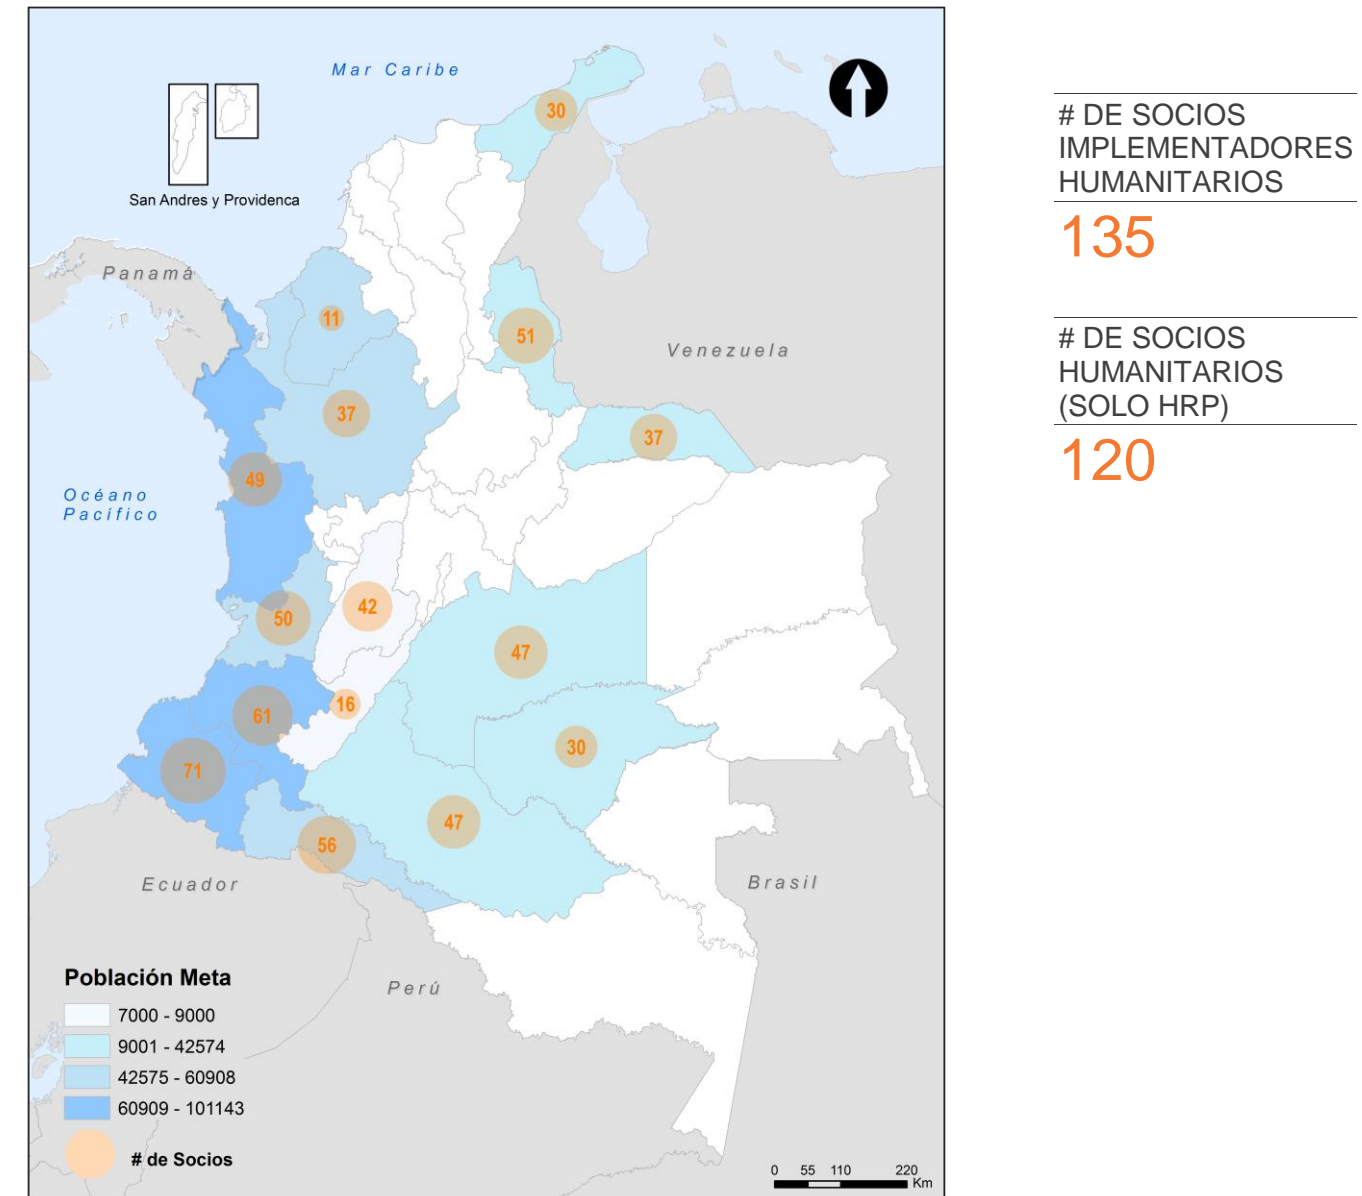 Mar Caribe
30
San Andres y Providenca
Panamá
11
51
Venezuela
37
37
49
Océano
Pacífico
50
42
47
16
61
30
71
47
56
Ecuador
Brasil
Perú
Población Meta
7000 - 9000
9001 - 42574
42575 - 60908
60909 - 101143
# de Socios
0 55 110 220
Km
# DE SOCIOS
IMPLEMENTADORES
HUMANITARIOS
135
# DE SOCIOS
HUMANITARIOS
(SOLO HRP)
120